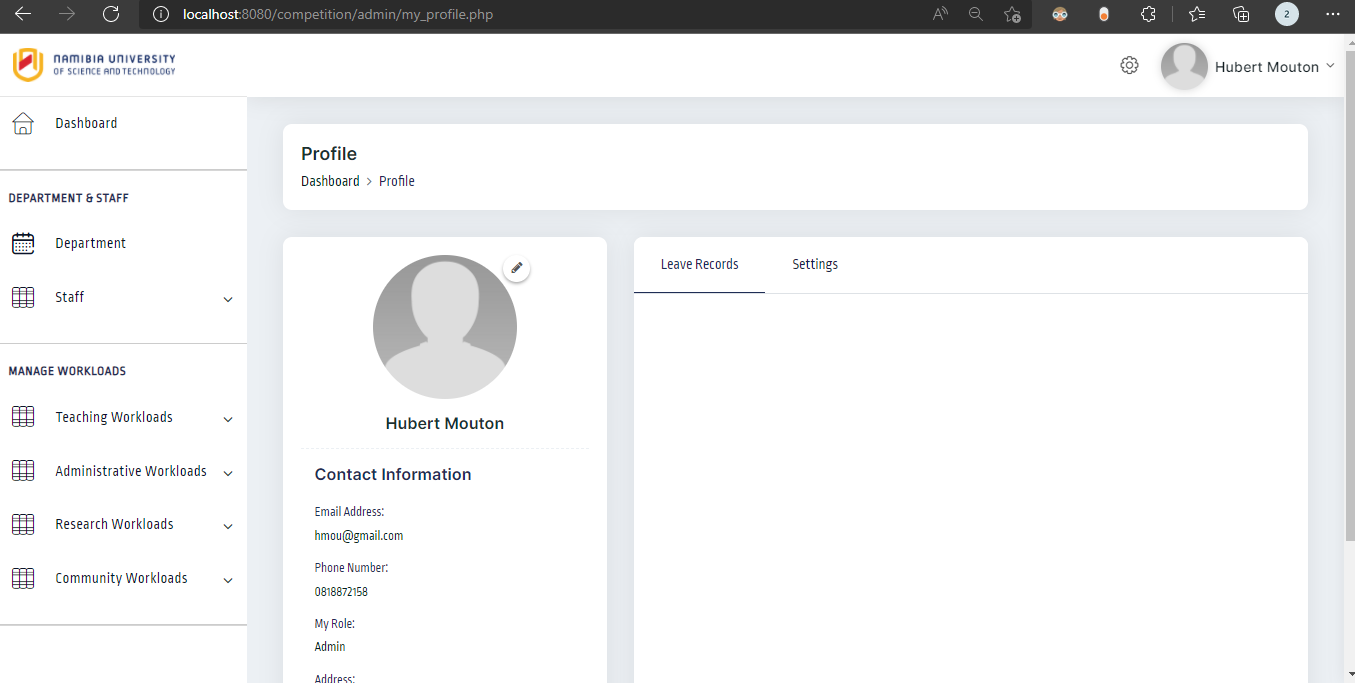 localhost:8080/competition/admin/my_profile.php
2
NAMIBIA UNIVERSITY
OF SCIENCE AND TECHNOLOGY
Hubert Mouton
Dashboard
DEPARTMENT & STAFF
Department
Staff
MANAGE WORKLOADS
Teaching Workloads
Administrative Workloads
Research Workloads
Community Workloads
Profile
Dashboard > Profile
Hubert Mouton
Contact Information
Email Address:
hmou@gmail.com
Phone Number:
0818872158
My Role:
Admin
Address:
Leave Records
Settings